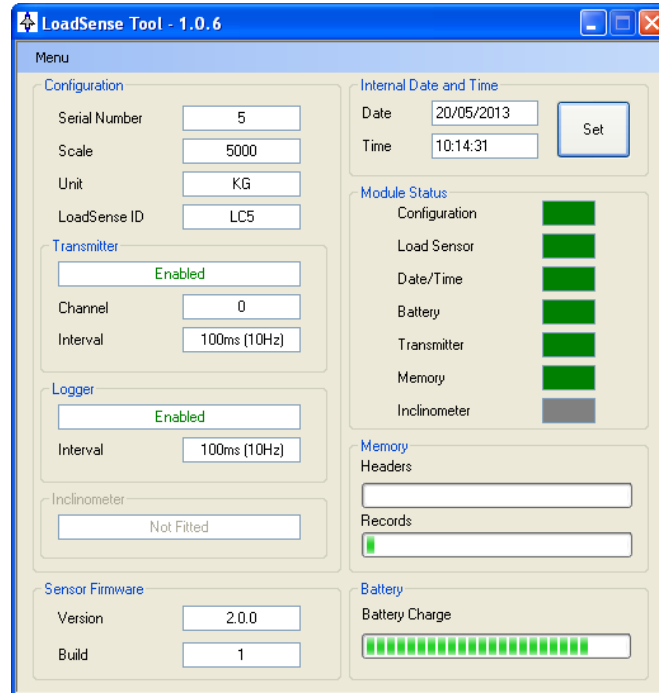 LoadSense Tool - 1.0.6
Menu
Configuration
Serial Number 5
Scale 5000
Unit KG
LoadSense ID LC5
Transmitter
Enabled
Channel 0
Interval 100ms (10Hz)
Logger
Enabled
Interval 100ms (10Hz)
Inclinometer
Not Fitted
Sensor Firmware
Version 2.0.0
Build 1
Internal Date and Time
Date 20/05/2013
Time 10:14:31
Set
Module Status
Configuration
Load Sensor
Date/Time
Battery
Transmitter
Memory
Inclinometer
Memory
Headers
Records
Battery
Battery Charge